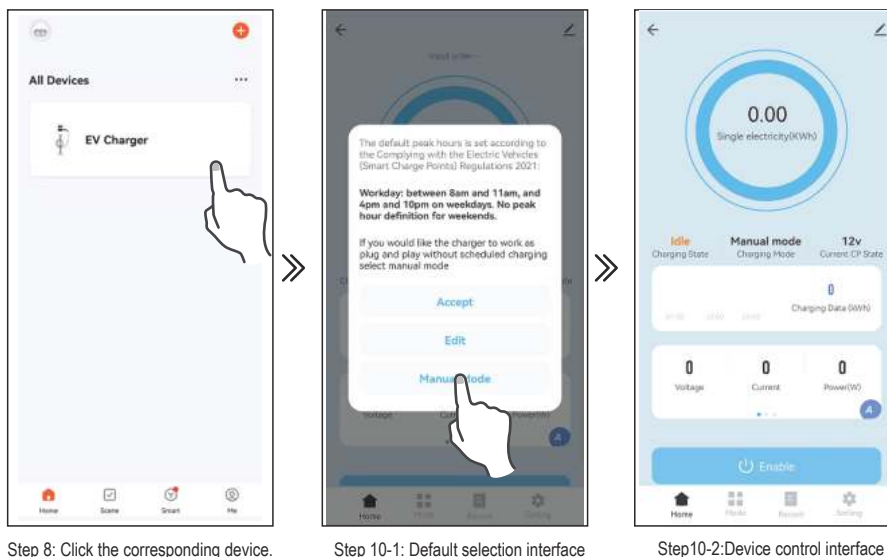 All Devices
EV Charger
Home
Scene
Smart
Me
Step 8: Click the corresponding device.
The default peak hours is set according to
the Complying with the Electric Vehicles
(Smart Charge Points) Regulations 2021:
Workday: between 8am and 11am, and
4pm and 10pm on weekdays. No peak
hour definition for weekends.
If you would like the charger to work as
plug and play without scheduled charging
select manual mode
Accept
Edit
Manual Mode
Voltage
Power(W)
Home
Mode
Record
Setting
Step 10-1: Default selection interface
0.00
Single electricity(KWh)
Idle
Manual mode
12v
Charging State
Charging Mode
Current CP State
0
Charging Data (kWh)
0
0
0
Voltage
Current
Power(W)
A
Enable
Home
Mode
Record
Setting
Step10-2:Device control interface